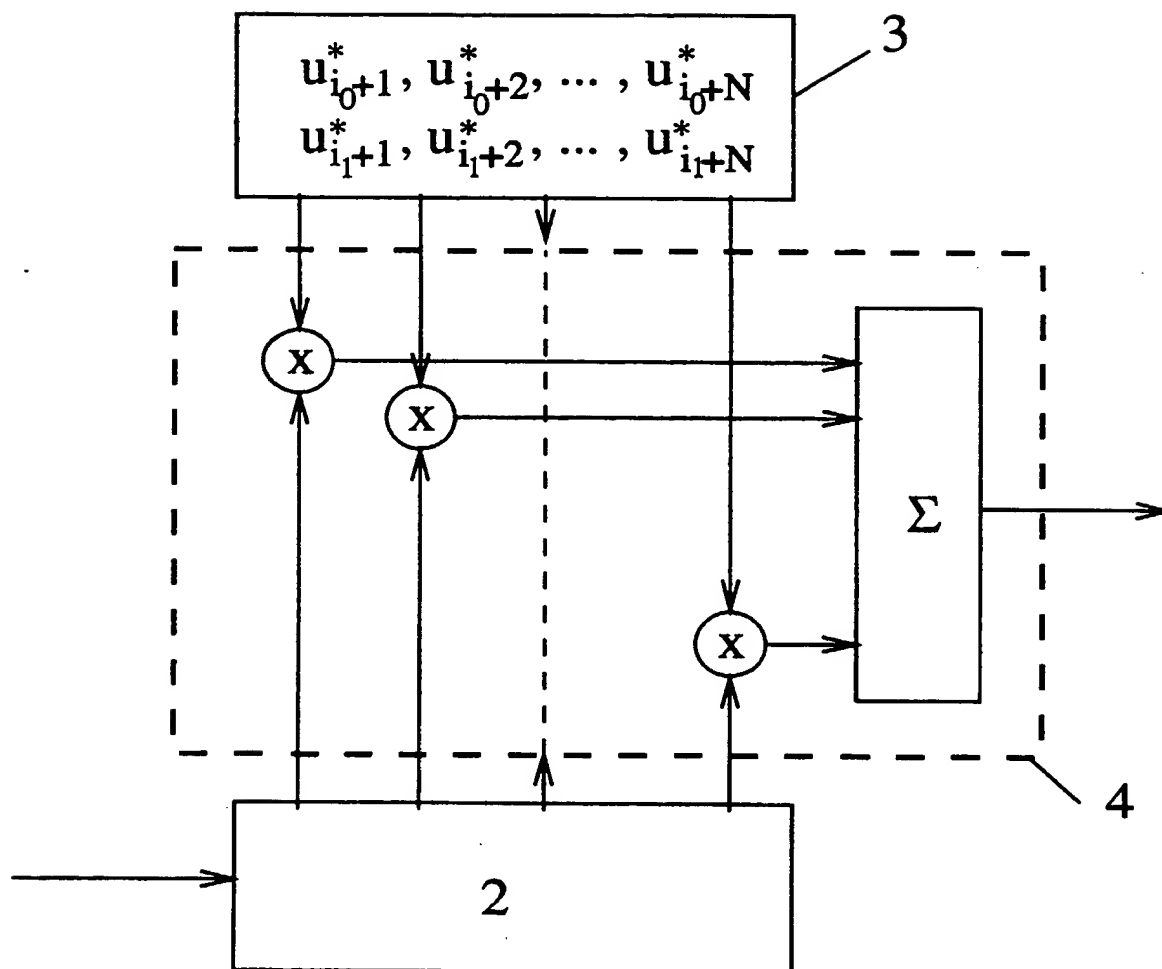 3
u*_{i_0+1}, u*_{i_0+2}, ... , u*_{i_0+N}
u*_{i_1+1}, u*_{i_1+2}, ... , u*_{i_1+N}
x
x
Σ
x
4
2